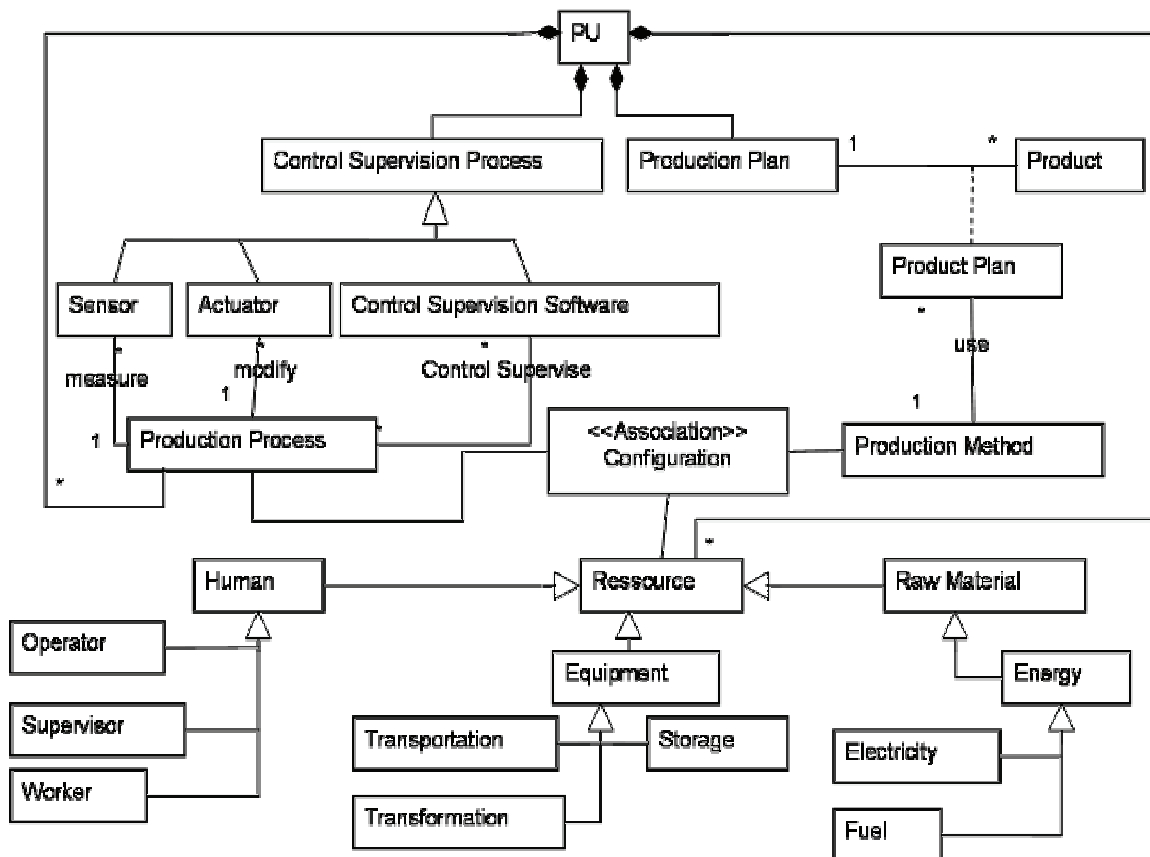 PU
Control Supervision Process
Production Plan
1
*
Product
Product Plan
Sensor
Actuator
Control Supervision Software
*
*
*
*
measure
modify
Control Supervise
use
1
1
1
Production Process
*
<<Association>>
Configuration
Production Method
*
*
Human
Ressource
Raw Material
Operator
Equipment
Energy
Supervisor
Transportation
Storage
Electricity
Worker
Transformation
Fuel